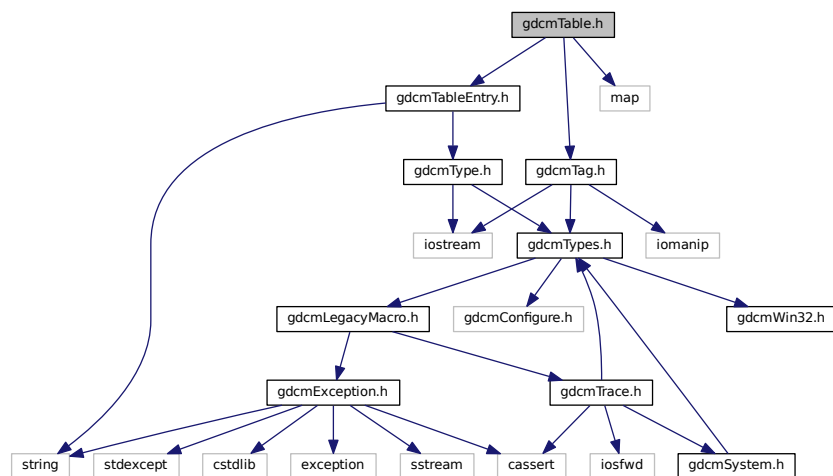 gdcmTable.h
gdcmTableEntry.h
map
gdcmType.h
gdcmTag.h
iostream
gdcmTypes.h
iomanip
gdcmLegacyMacro.h
gdcmConfigure.h
gdcmWin32.h
gdcmException.h
gdcmTrace.h
string
stdexcept
cstdlib
exception
sstream
cassert
iosfwd
gdcmSystem.h